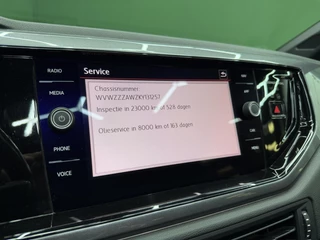 RADIO
MEDIA
PHONE
VOICE
Service
Chassisnummer:
Inspectie in 23000 km of 524 dagen
Olieservice in 8000 km of 163 dagen